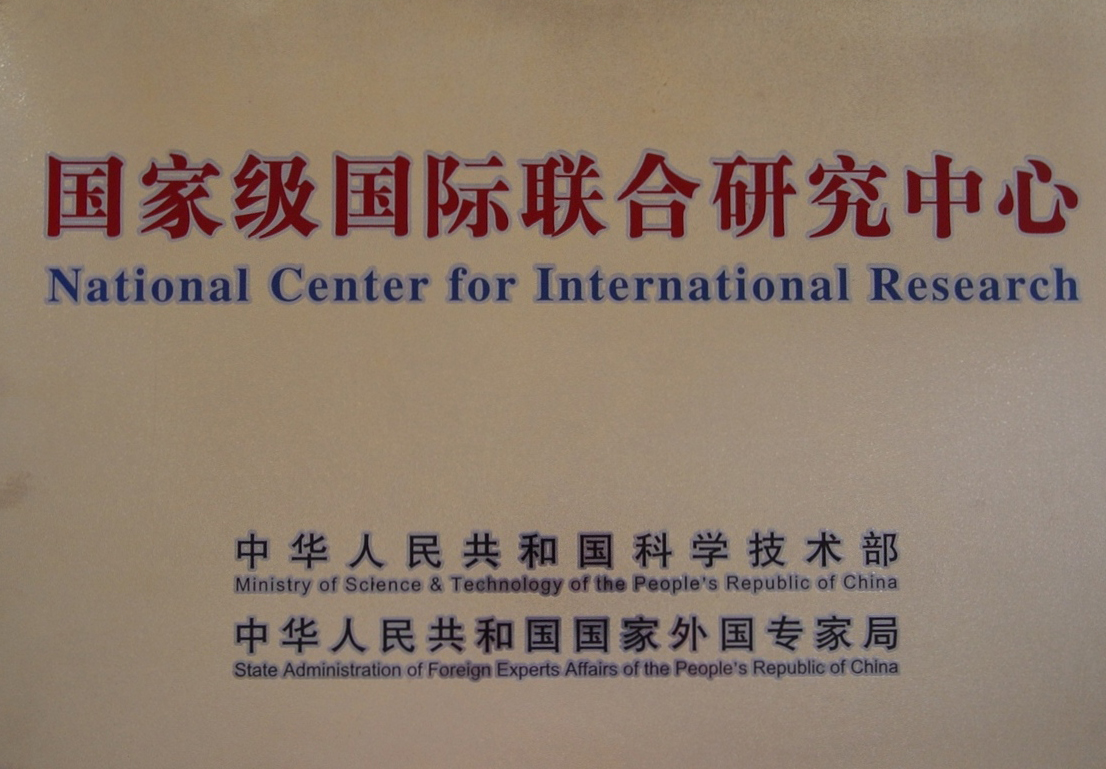 国家级国际联合研究中心
National Center for International Research
中华人民共和国科学技术部
Ministry of Science & Technology of the People's Republic of China
中华人民共和国国家外国专家局
State Administration of Foreign Experts Affairs of the People's Republic of China